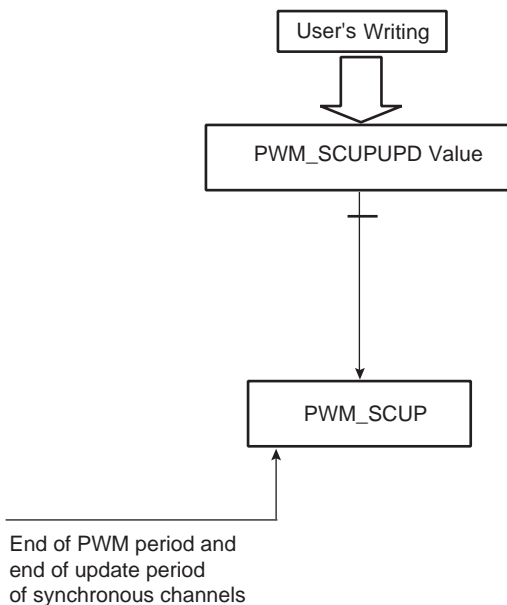 User's Writing
PWM_SCUPUPD Value
PWM_SCUP
End of PWM period and
end of update period
of synchronous channels